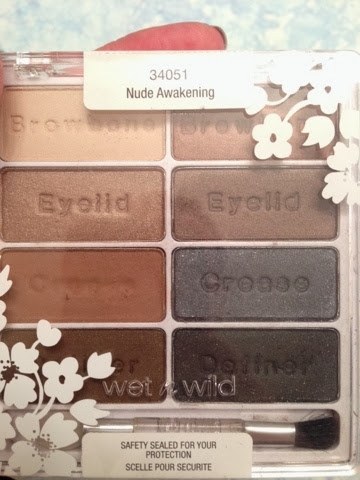 34051
Nude Awakening
Browbone Browbone
Eyelid Eyelid
Crease Crease
Definer
wet n wild
SAFETY SEALED FOR YOUR
PROTECTION
SCELLE POUR SECURITE